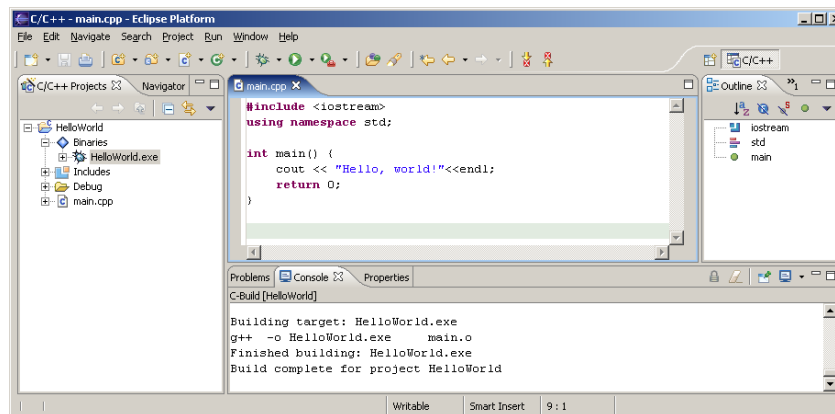 C/C++ - main.cpp - Eclipse Platform
File Edit Navigate Search Project Run Window Help
C/C++
C/C++ Projects Navigator
HelloWorld
Binaries
HelloWorld.exe
Includes
Debug
main.cpp
main.cpp
#include <iostream>
using namespace std;
int main() {
cout << "Hello, world!"<<endl;
return 0;
}
Outline »1
iostream
std
main
Problems Console Properties
C-Build [HelloWorld]
Building target: HelloWorld.exe
g++ -o HelloWorld.exe main.o
Finished building: HelloWorld.exe
Build complete for project HelloWorld
Writable Smart Insert 9 : 1